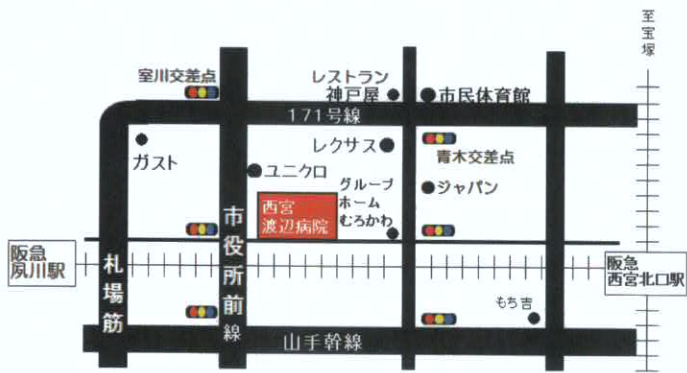 至宝塚
室川交差点
レストラン
神戸屋
市民体育館
171号線
ガスト
レクサス
青木交差点
ユニクロ
グループ
ホーム
むろかわ
ジャパン
西宮
渡辺病院
市役所前線
阪急
夙川駅
札場筋
阪急
西宮北口駅
もち吉
山手幹線